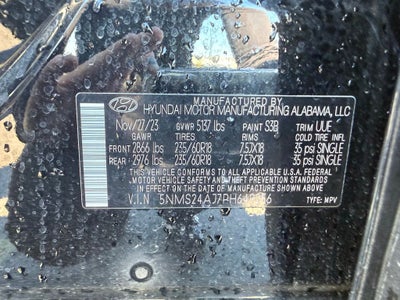 MANUFACTURED BY
HYUNDAI MOTOR MANUFACTURING ALABAMA, LLC
Nov/27/23 GVWR 5137 lbs PAINT S3B TRIM UUE
GAWR TIRES RIMS COLD TIRE INFL.
FRONT 2866 lbs 235/60R18 7.5JX18 35 psi SINGLE
REAR 2976 lbs 235/60R18 7.5JX18 35 psi SINGLE
THIS VEHICLE CONFORMS TO ALL APPLICABLE U.S. FEDERAL
MOTOR VEHICLE SAFETY AND THEFT PREVENTION STANDARDS
IN EFFECT ON THE DATE OF MANUFACTURE SHOWN ABOVE.
V.I.N TYPE: MPV